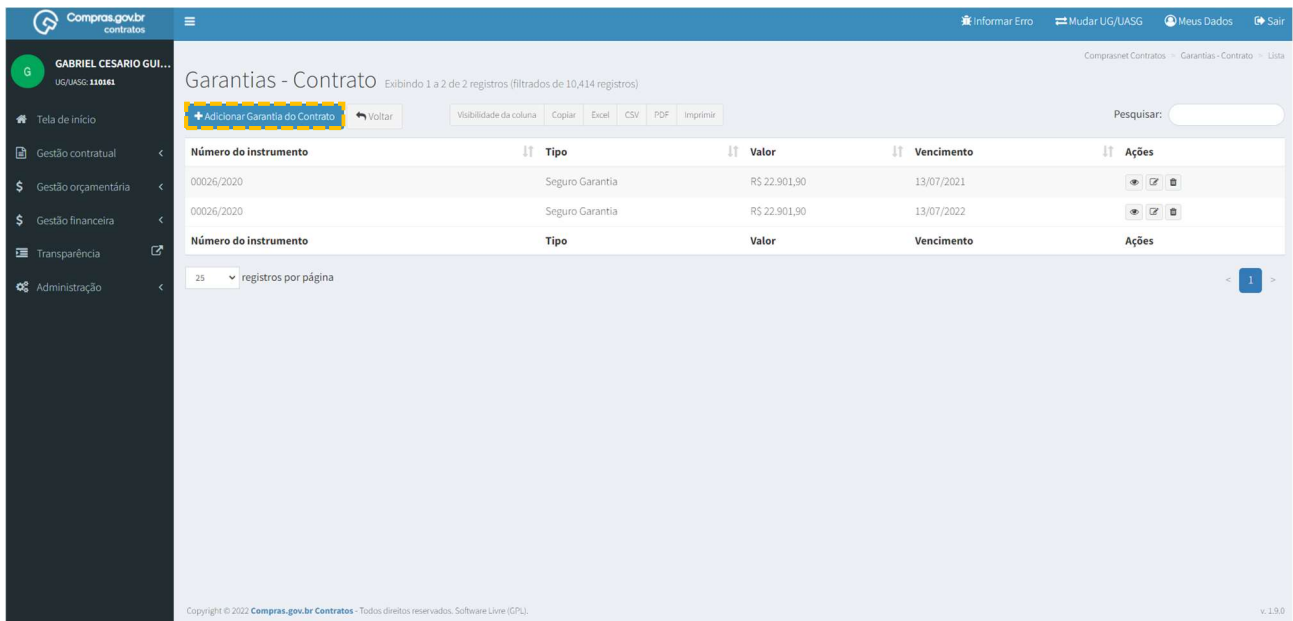 Compras.gov.br
contratos
Informar Erro Mudar UG/UASG Meus Dados Sair
G
GABRIEL CESARIO GUI...
UG/UASG: 110161
Comprasnet Contratos > Garantias - Contrato > Lista
Garantias - Contrato Exibindo 1 a 2 de 2 registros (filtrados de 10,414 registros)
+ Adicionar Garantia do Contrato Voltar Visibilidade da coluna Copiar Excel CSV PDF Imprimir Pesquisar:
Tela de início
Gestão contratual <
Gestão orçamentária <
Gestão financeira <
Transparência
Administração <
Número do instrumento Tipo Valor Vencimento Ações
00026/2020 Seguro Garantia R$ 22.901,90 13/07/2021
00026/2020 Seguro Garantia R$ 22.901,90 13/07/2022
Número do instrumento Tipo Valor Vencimento Ações
25 registros por página < 1 >
Copyright © 2022 Compras.gov.br Contratos - Todos direitos reservados. Software Livre (GPL). v. 1.9.0